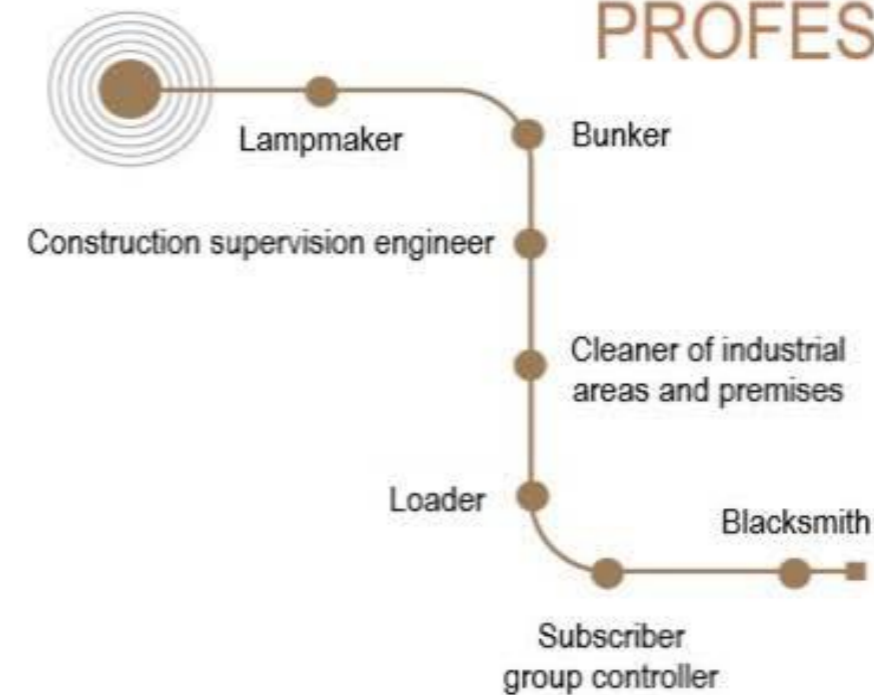 PROFES
Lampmaker
Bunker
Construction supervision engineer
Cleaner of industrial
areas and premises
Loader
Blacksmith
Subscriber
group controller